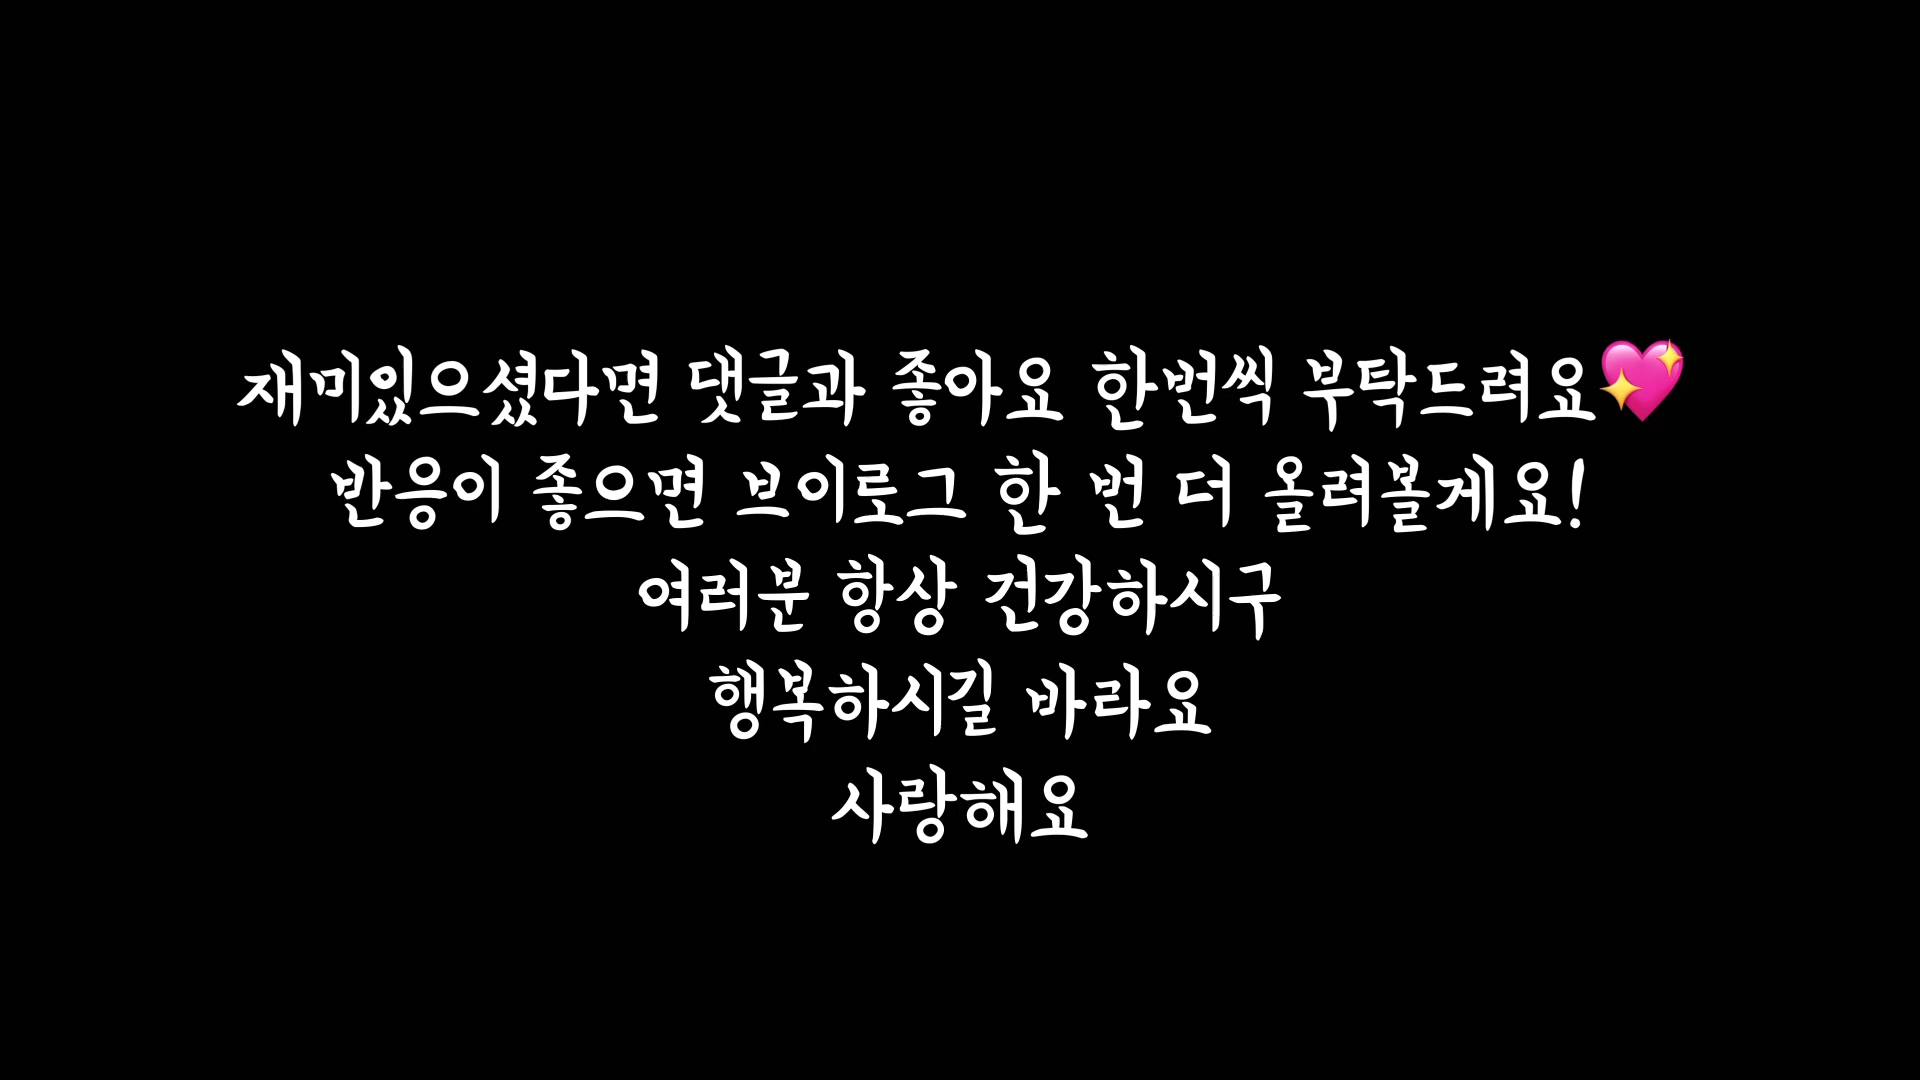 재미있으셨다면 댓글과 좋아요 한번씩 부탁드려요💖
반응이 좋으면 브이로그 한 번 더 올려볼게요!
여러분 항상 건강하시구
행복하시길 바라요
사랑해요